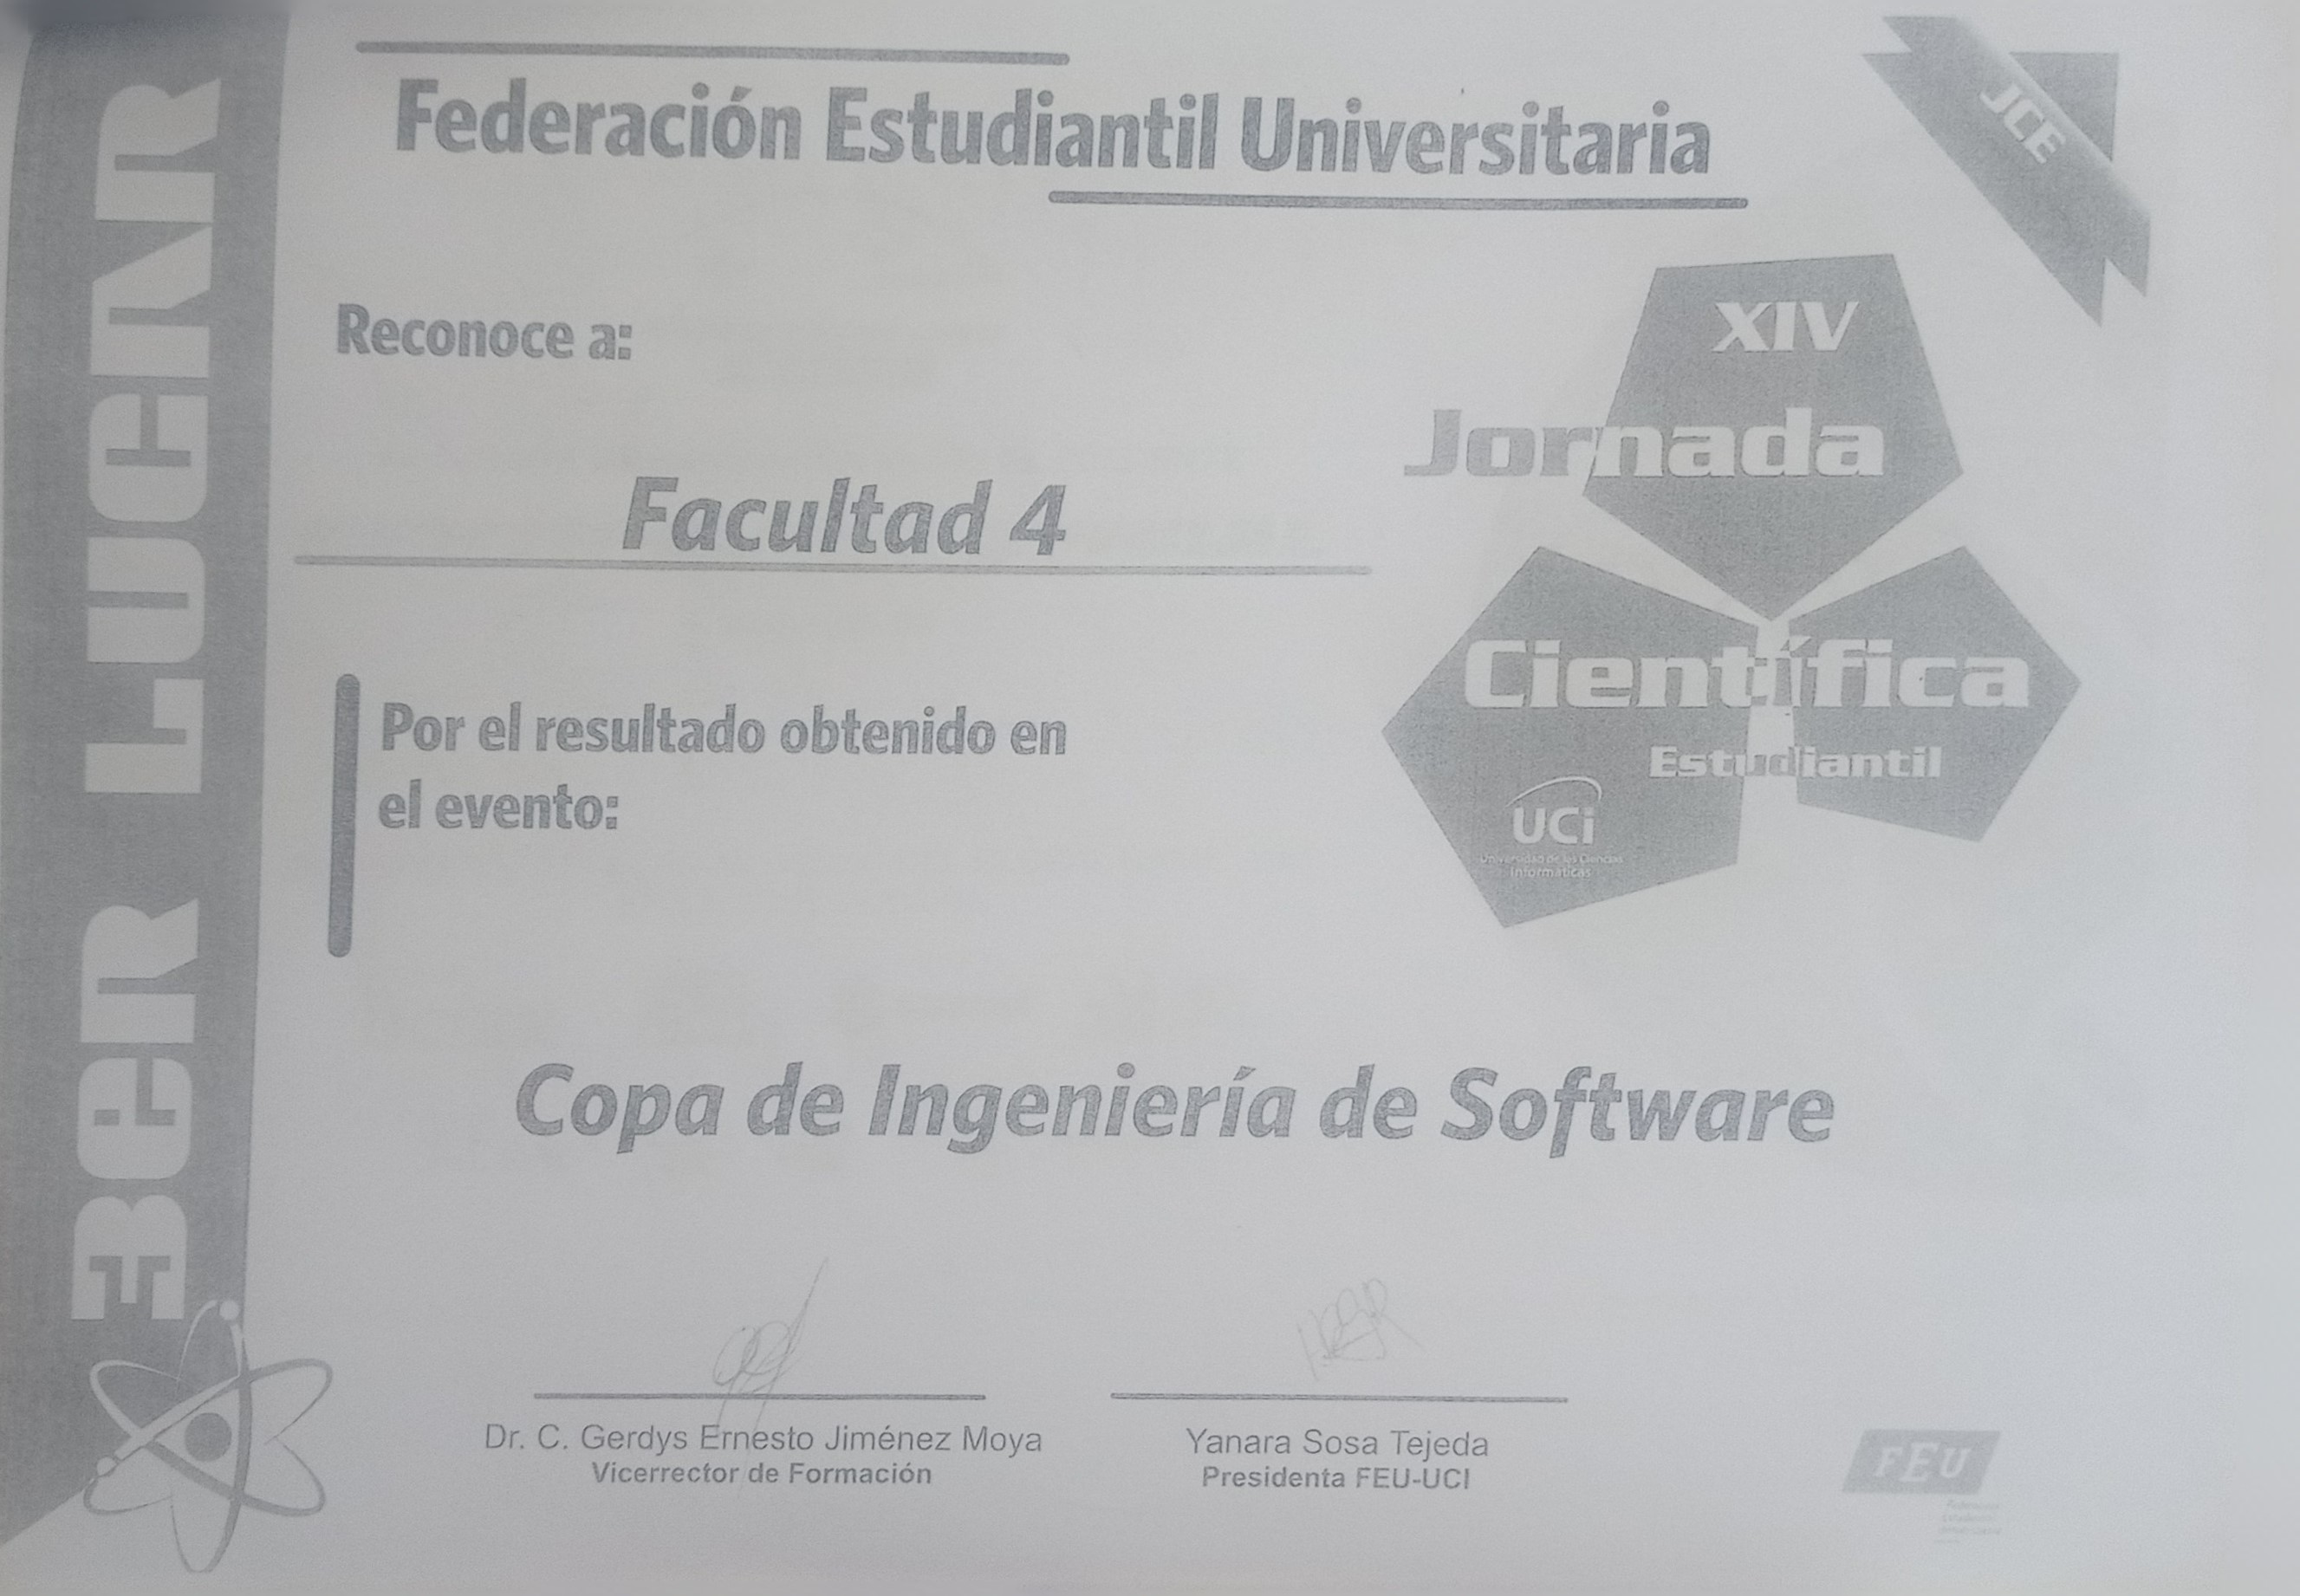 3er LUGAR
Federación Estudiantil Universitaria
JCE
Reconoce a:
Facultad 4
XIV
Jornada
Científica
Estudiantil
UCi
Universidad de las Ciencias
Informáticas
Por el resultado obtenido en
el evento:
Copa de Ingeniería de Software
Dr. C. Gerdys Ernesto Jiménez Moya
Vicerrector de Formación
Yanara Sosa Tejeda
Presidenta FEU-UCI
FEU